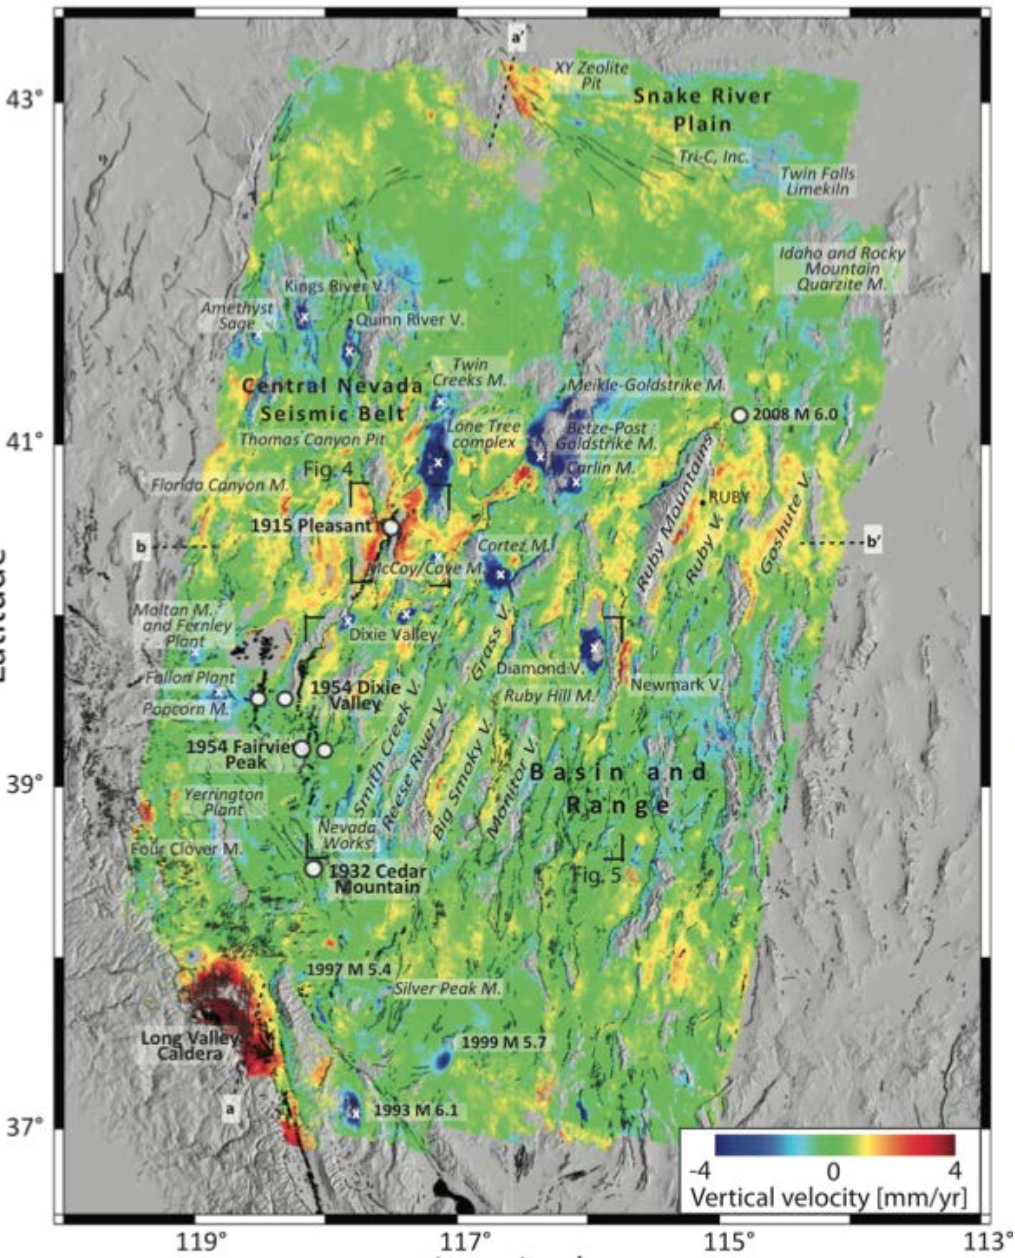 a'
XY Zeolite
Pit
43°
Snake River
Plain
Tri-C, Inc.
Twin Falls
Limekiln
Idaho and Rocky
Mountain
Quarzite M.
Kings River V.
Amethyst
Sage
Quinn River V.
Twin
Creeks M.
Central Nevada
Seismic Belt
Meikle-Goldstrike M.
2008 M 6.0
41°
Lone Tree
complex
Betze-Post
Goldstrike M.
Thomas Canyon Pit
Carlin M.
Fig. 4
Florida Canyon M.
RUBY
Ruby Mountains
Ruby V.
Goshute V.
1915 Pleasant
b
b'
Cortez M.
McCoy/Cove M.
Maltan M.
and Fernley
Plant
Dixie Valley
Grass V.
Diamond V.
Fallon Plant
Newmark V.
1954 Dixie
Valley
Ruby Hill M.
Popcorn M.
1954 Fairview
Peak
Smith Creek V.
Reese River V.
Big Smoky V.
Monitor V.
Basin and
Range
39°
Yerrington
Plant
Nevada
Works
Four Clover M.
1932 Cedar
Mountain
Fig. 5
1997 M 5.4
Silver Peak M.
Long Valley
Caldera
1999 M 5.7
a
1993 M 6.1
37°
-4
0
4
Vertical velocity [mm/yr]
119°
117°
115°
113°